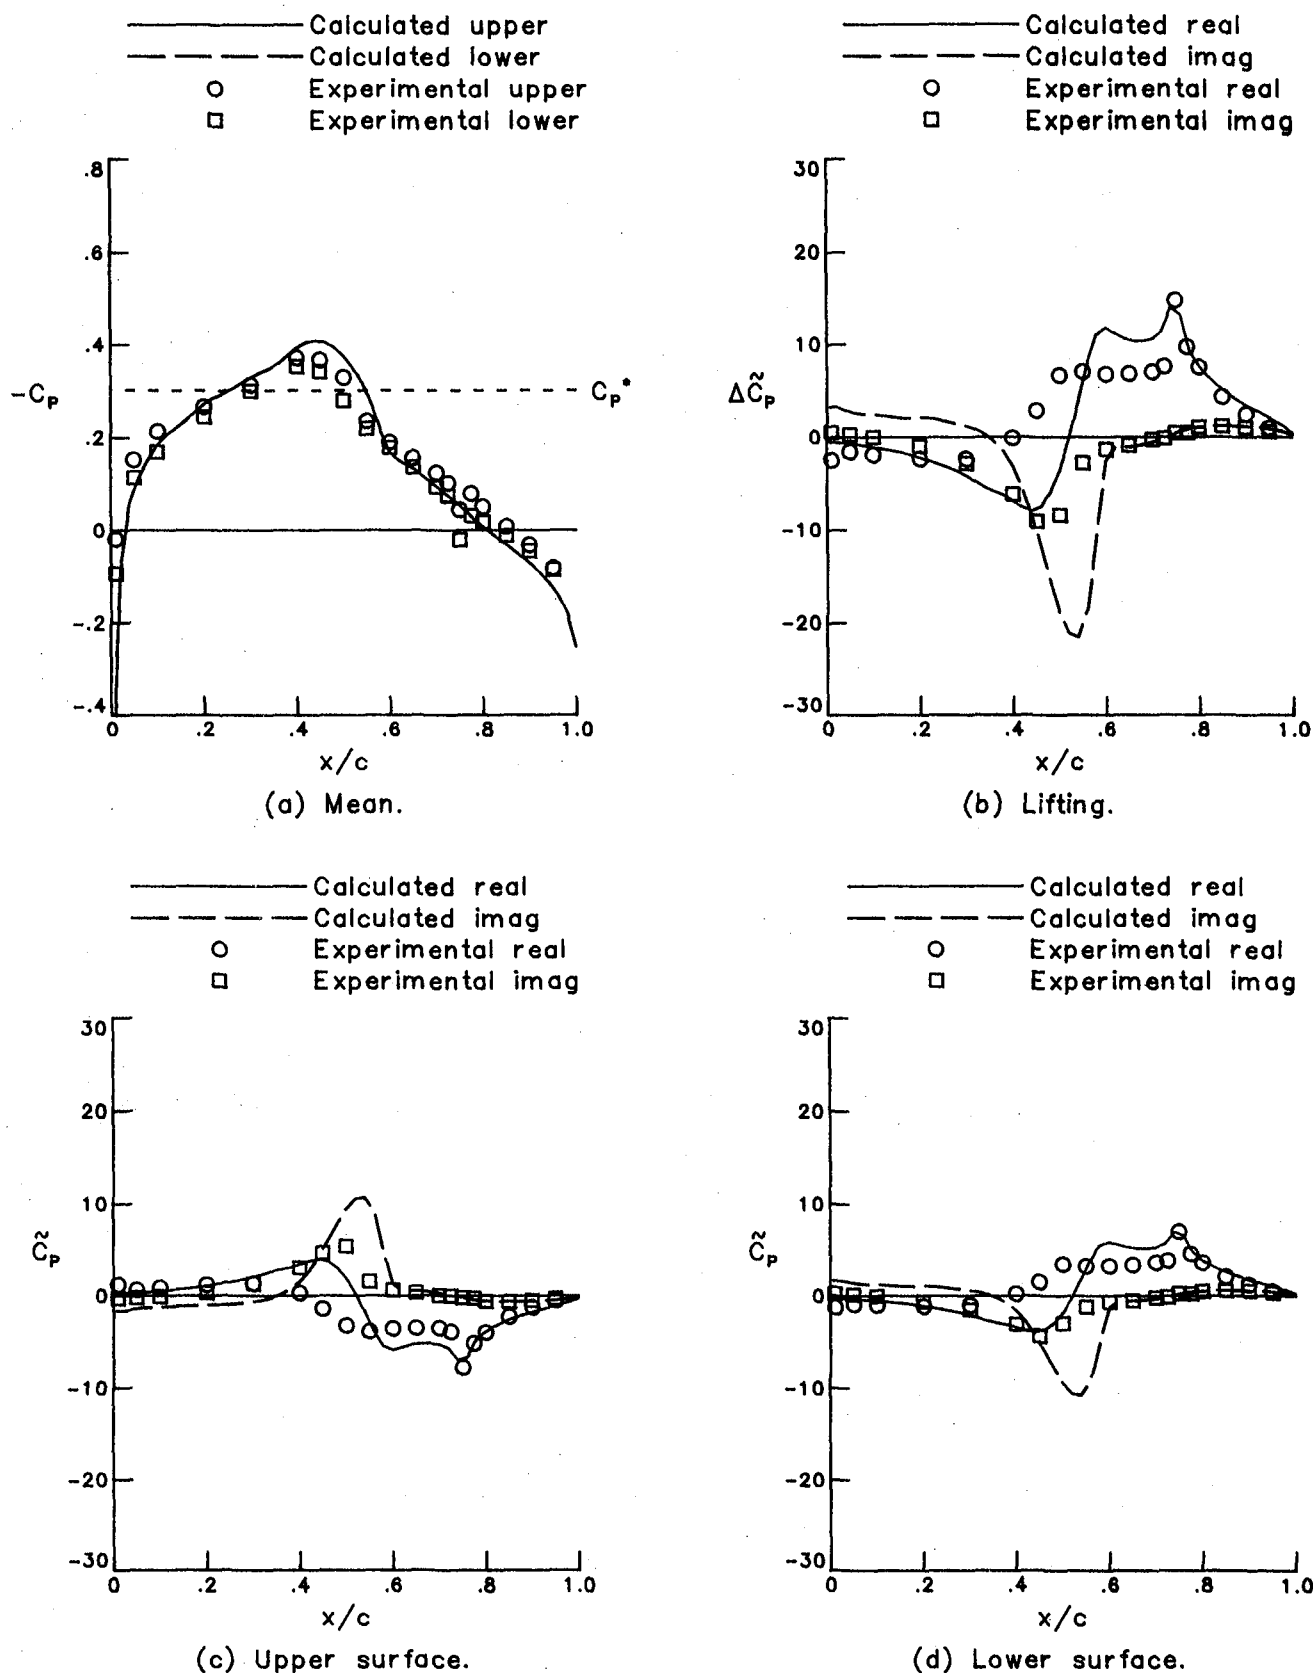 Calculated upper
Calculated lower
Experimental upper
Experimental lower
.8
.6
.4
.2
0
-.2
-.4
-Cp
Cp*
0 .2 .4 .6 .8 1.0
x/c
(a) Mean.
Calculated real
Calculated imag
Experimental real
Experimental imag
30
20
10
0
-10
-20
-30
ΔC̃p
0 .2 .4 .6 .8 1.0
x/c
(b) Lifting.
Calculated real
Calculated imag
Experimental real
Experimental imag
30
20
10
0
-10
-20
-30
C̃p
0 .2 .4 .6 .8 1.0
x/c
(c) Upper surface.
Calculated real
Calculated imag
Experimental real
Experimental imag
30
20
10
0
-10
-20
-30
C̃p
0 .2 .4 .6 .8 1.0
x/c
(d) Lower surface.